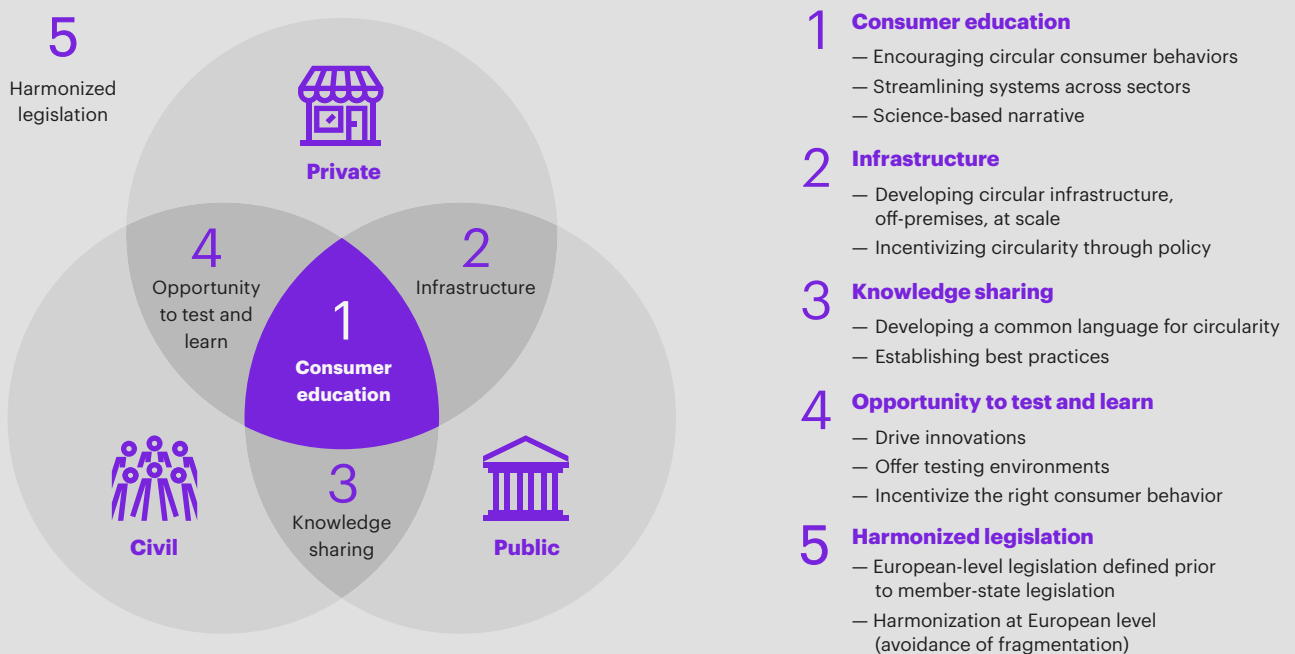 5
Harmonized
legislation
Private
4
Opportunity
to test and
learn
2
Infrastructure
1
Consumer
education
3
Knowledge
sharing
Civil
Public
1 Consumer education
— Encouraging circular consumer behaviors
— Streamlining systems across sectors
— Science-based narrative
2 Infrastructure
— Developing circular infrastructure,
off-premises, at scale
— Incentivizing circularity through policy
3 Knowledge sharing
— Developing a common language for circularity
— Establishing best practices
4 Opportunity to test and learn
— Drive innovations
— Offer testing environments
— Incentivize the right consumer behavior
5 Harmonized legislation
— European-level legislation defined prior
to member-state legislation
— Harmonization at European level
(avoidance of fragmentation)